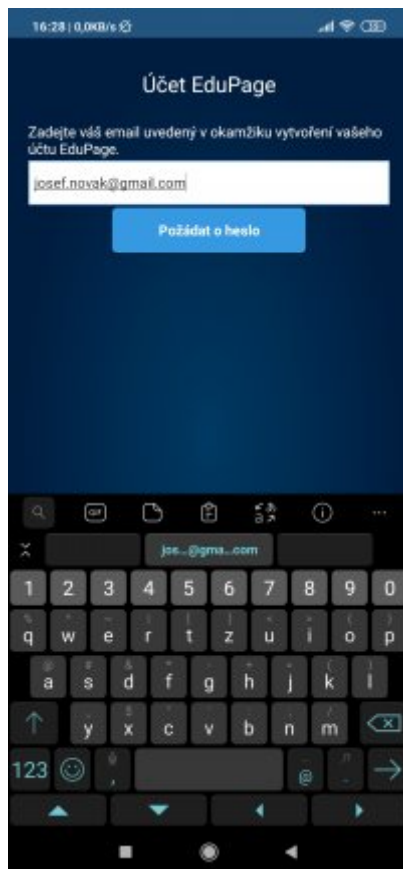 16:28 | 0,0KB/s
Účet EduPage
Zadejte váš email uvedený v okamžiku vytvoření vašeho
účtu EduPage.
josef.novak@gmail.com
Požádat o heslo
GIF
jos...@gma...com
1 2 3 4 5 6 7 8 9 0
q w e r t z u i o p
a s d f g h j k l
y x c v b n m
123 , @ .